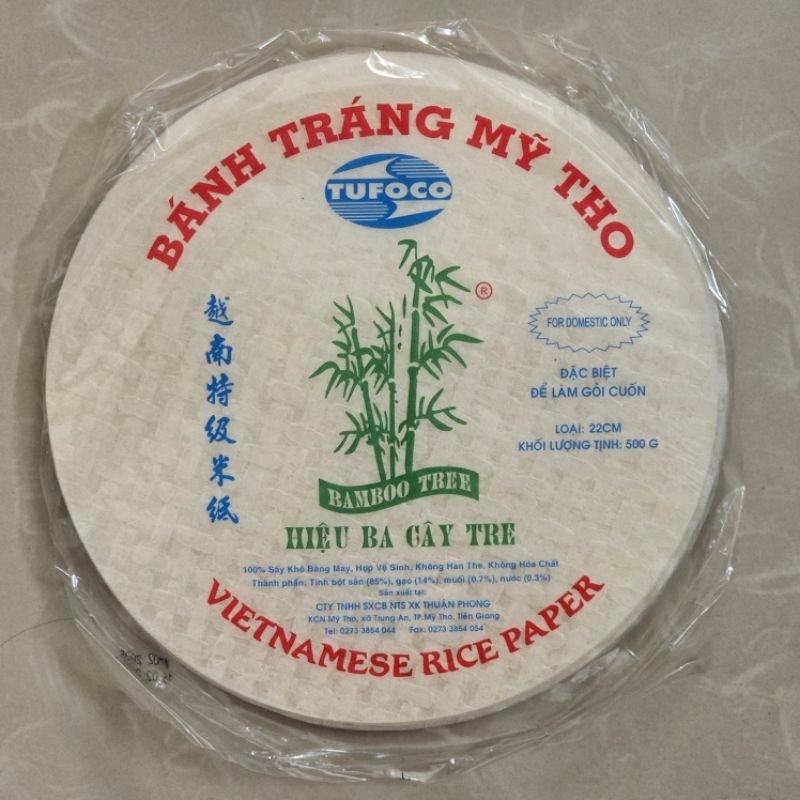 BÁNH TRÁNG MỸ THO
TUFOCO
®
越南特級米紙
FOR DOMESTIC ONLY
ĐẶC BIỆT
ĐỂ LÀM GỎI CUỐN
LOẠI: 22CM
KHỐI LƯỢNG TỊNH: 500 G
BAMBOO TREE
HIỆU BA CÂY TRE
100% Sấy Khô Bằng Máy, Hợp Vệ Sinh, Không Hàn The, Không Hóa Chất
Thành phần: Tinh bột sắn (85%), gạo (14%), muối (0.7%), nước (0.3%)
Sản xuất tại:
CTY TNHH SXCB NTS XK THUẬN PHONG
KCN Mỹ Tho, xã Trung An, TP.Mỹ Tho, Tiền Giang
Tel: 0273 3854 044 Fax: 0273 3854 054
VIETNAMESE RICE PAPER